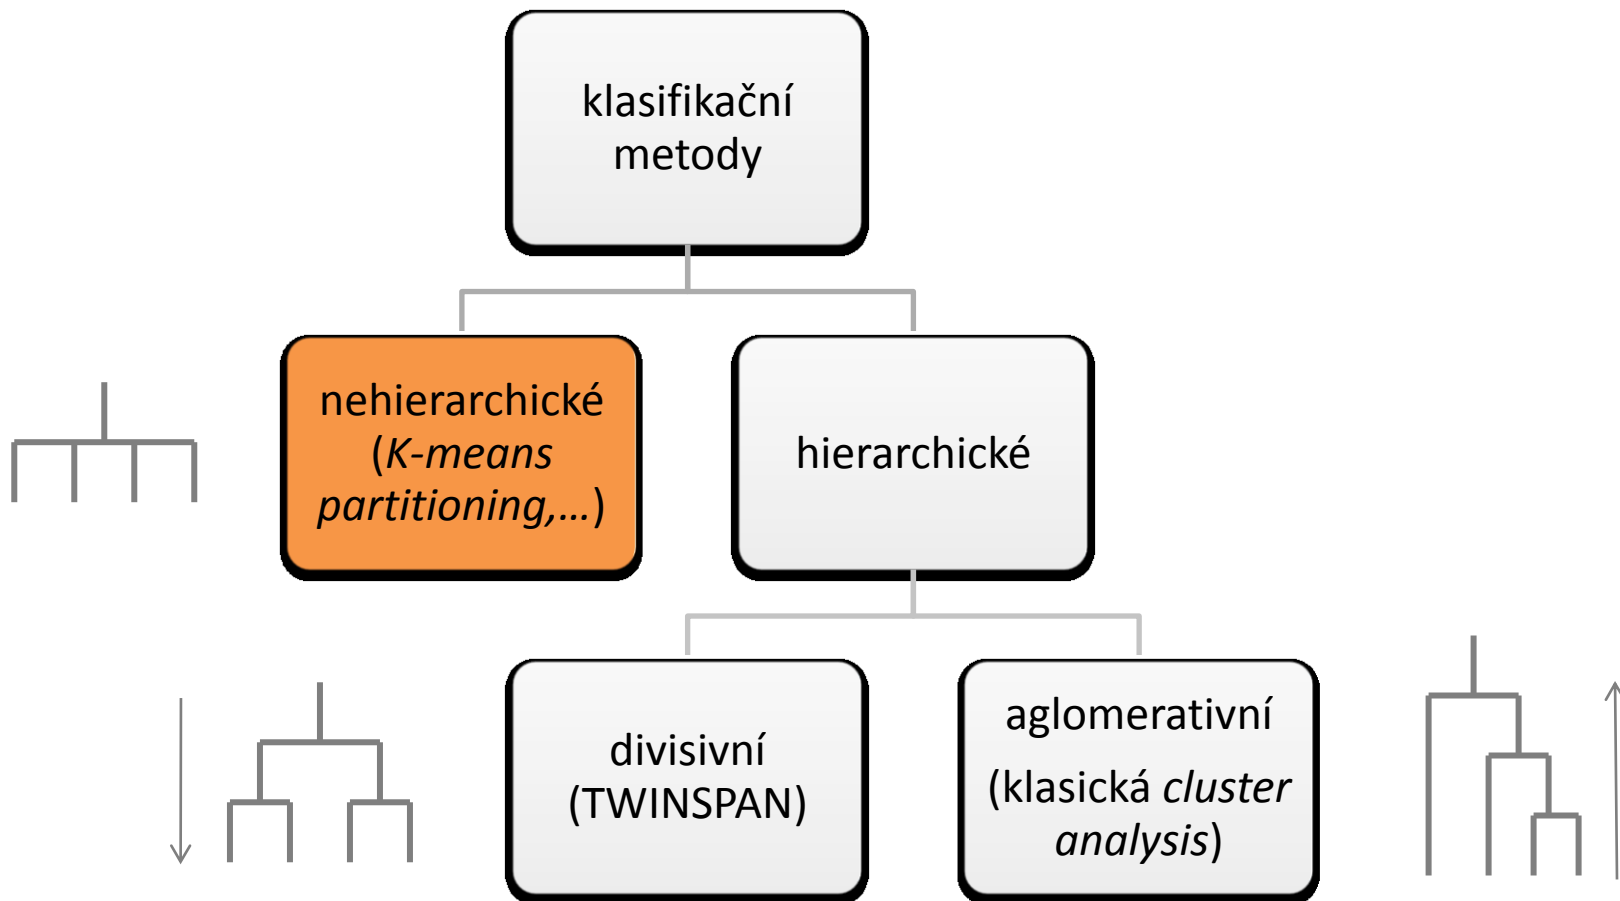 klasifikační
metody
nehierarchické
(K-means
partitioning,...)
hierarchické
divisivní
(TWINSPAN)
aglomerativní
(klasická cluster
analysis)